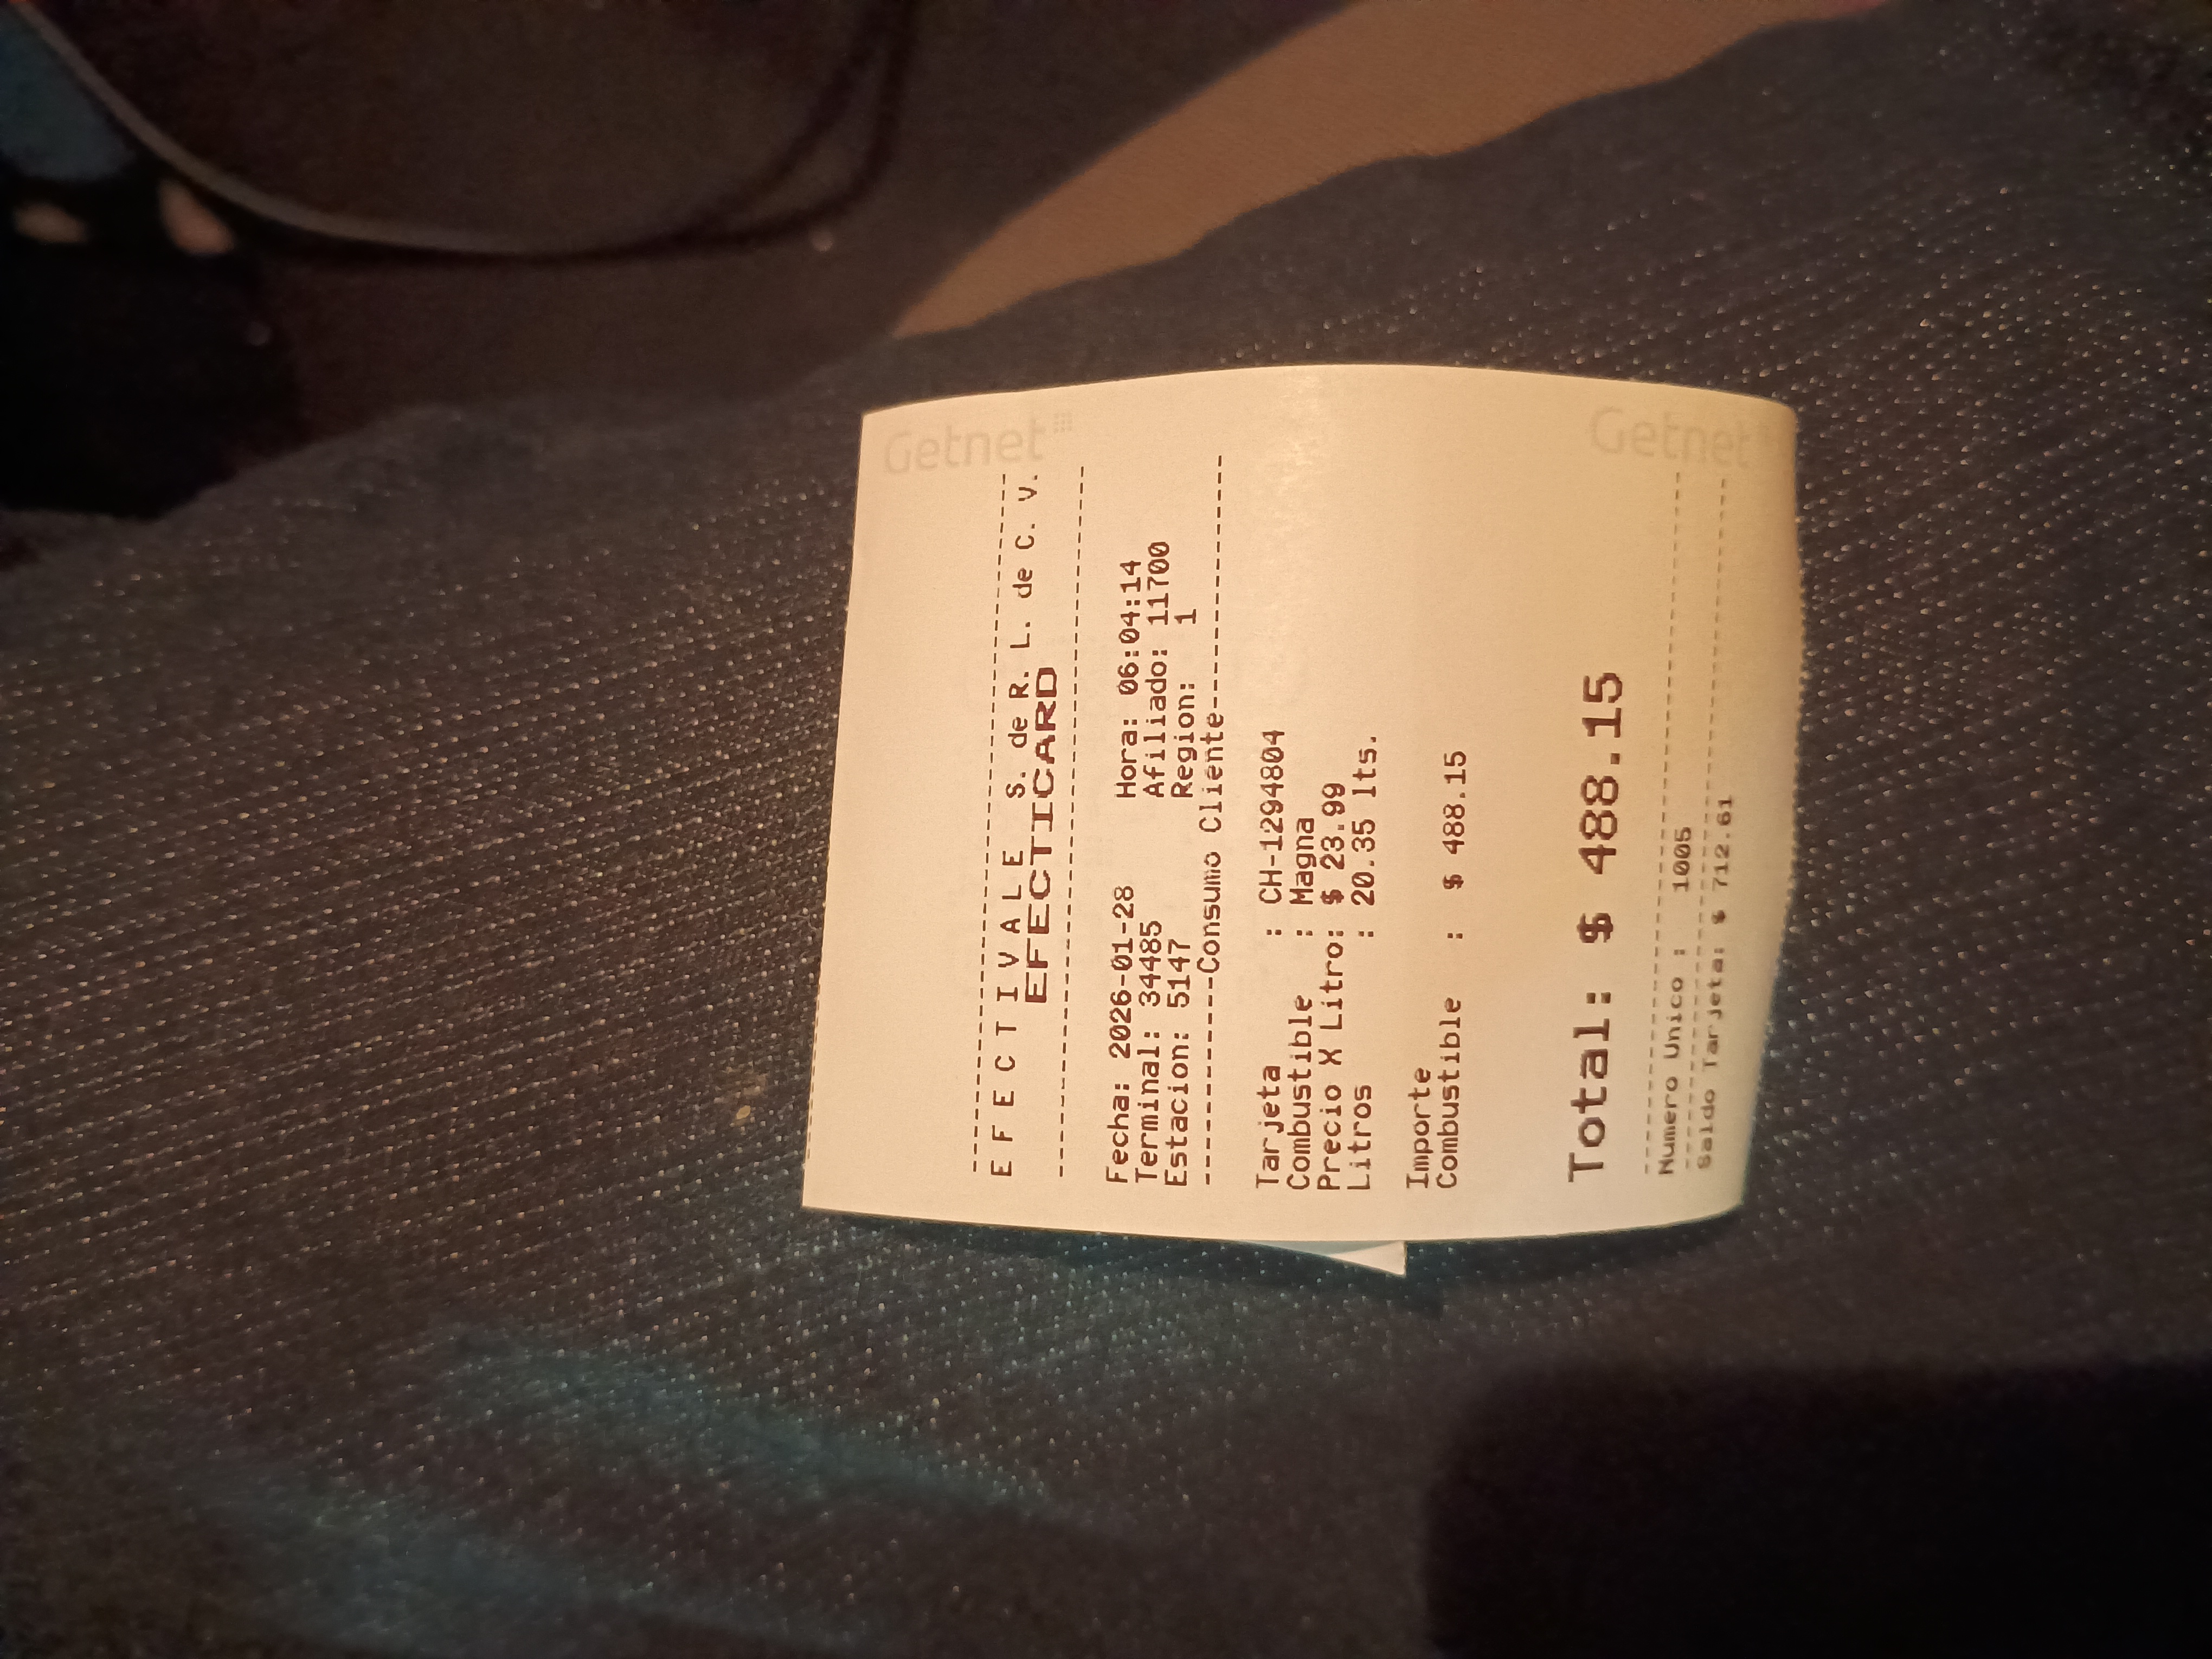 Getnet
--------------------------------
E F E C T I V A L E  S. de R. L. de C. V.
EFECTICARD
--------------------------------
Fecha: 2026-01-28 Hora: 06:04:14
Terminal: 34485 Afiliado: 11700
Estacion: 5147 Region: 1
---------Consumo Cliente---------
Tarjeta : CH-1294804
Combustible : Magna
Precio X Litro: $ 23.99
Litros : 20.35 lts.
Importe
Combustible : $ 488.15
Total: $ 488.15
Getnet
--------------------------------
Numero Unico : 1005
--------------------------------
Saldo Tarjeta: $ 712.61